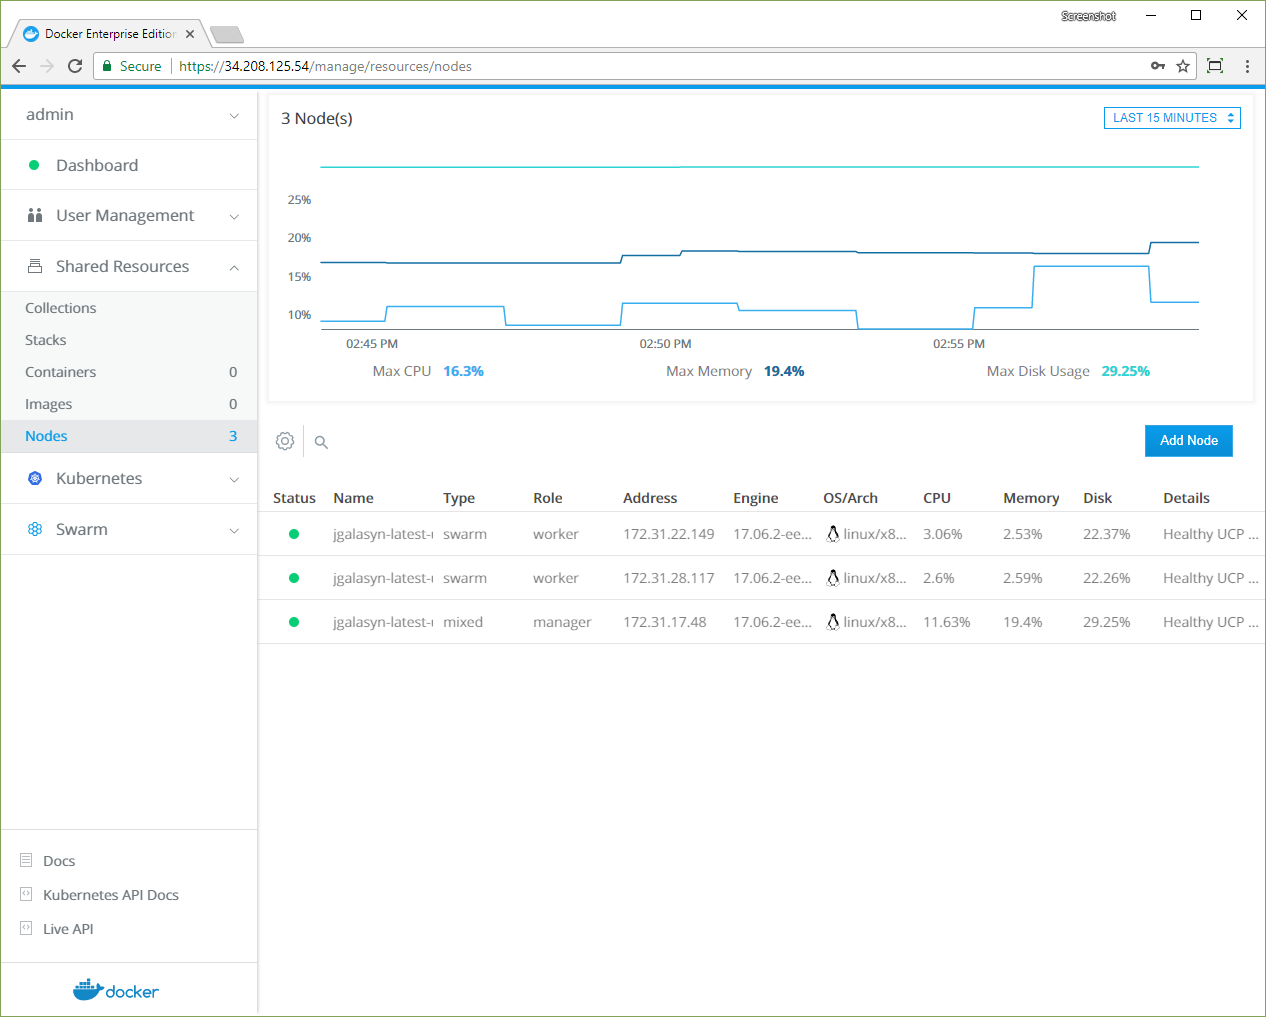 Screenshot
Docker Enterprise Edition
Secure https://34.208.125.54/manage/resources/nodes
admin
Dashboard
User Management
Shared Resources
Collections
Stacks
Containers 0
Images 0
Nodes 3
Kubernetes
Swarm
Docs
Kubernetes API Docs
Live API
docker
3 Node(s)
LAST 15 MINUTES
25%
20%
15%
10%
02:45 PM 02:50 PM 02:55 PM
Max CPU 16.3% Max Memory 19.4% Max Disk Usage 29.25%
Add Node
Status Name Type Role Address Engine OS/Arch CPU Memory Disk Details
jgalasyn-latest- swarm worker 172.31.22.149 17.06.2-ee... linux/x8... 3.06% 2.53% 22.37% Healthy UCP ...
jgalasyn-latest- swarm worker 172.31.28.117 17.06.2-ee... linux/x8... 2.6% 2.59% 22.26% Healthy UCP ...
jgalasyn-latest- mixed manager 172.31.17.48 17.06.2-ee... linux/x8... 11.63% 19.4% 29.25% Healthy UCP ...